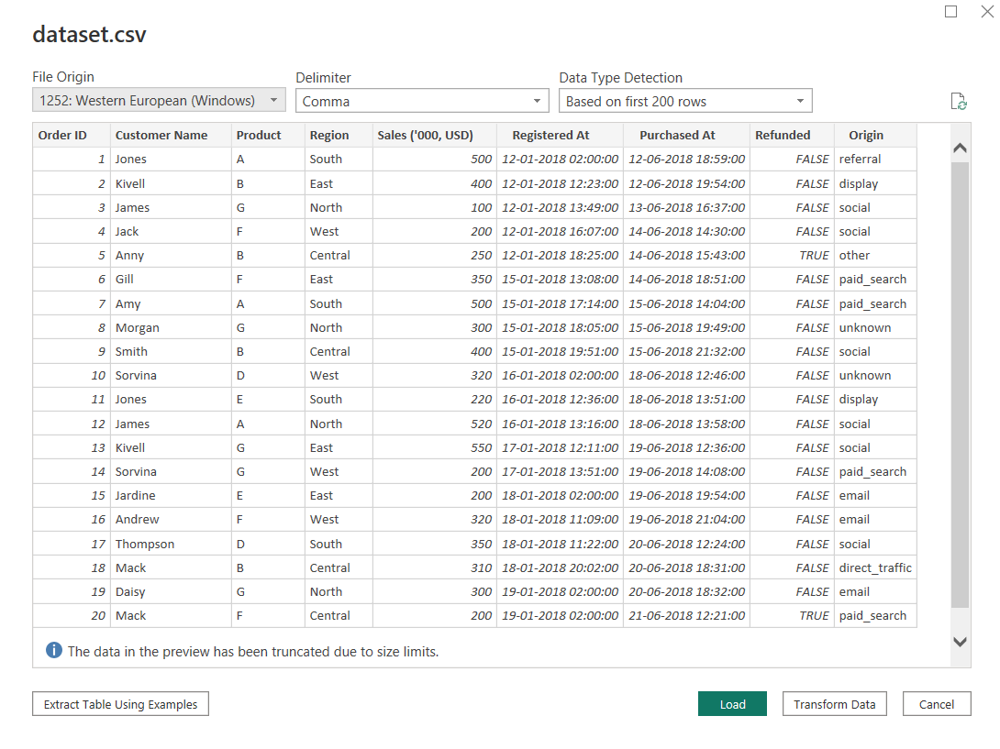 dataset.csv
File Origin Delimiter Data Type Detection
1252: Western European (Windows) Comma Based on first 200 rows
Order ID Customer Name Product Region Sales ('000, USD) Registered At Purchased At Refunded Origin
1 Jones A South 500 12-01-2018 02:00:00 12-06-2018 18:59:00 FALSE referral
2 Kivell B East 400 12-01-2018 12:23:00 12-06-2018 19:54:00 FALSE display
3 James G North 100 12-01-2018 13:49:00 13-06-2018 16:37:00 FALSE social
4 Jack F West 200 12-01-2018 16:07:00 14-06-2018 14:30:00 FALSE social
5 Anny B Central 250 12-01-2018 18:25:00 14-06-2018 15:43:00 TRUE other
6 Gill F East 350 15-01-2018 13:08:00 14-06-2018 18:51:00 FALSE paid_search
7 Amy A South 500 15-01-2018 17:14:00 15-06-2018 14:04:00 FALSE paid_search
8 Morgan G North 300 15-01-2018 18:05:00 15-06-2018 19:49:00 FALSE unknown
9 Smith B Central 400 15-01-2018 19:51:00 15-06-2018 21:32:00 FALSE social
10 Sorvina D West 320 16-01-2018 02:00:00 18-06-2018 12:46:00 FALSE unknown
11 Jones E South 220 16-01-2018 12:36:00 18-06-2018 13:51:00 FALSE display
12 James A North 520 16-01-2018 13:16:00 18-06-2018 13:58:00 FALSE social
13 Kivell G East 550 17-01-2018 12:11:00 19-06-2018 12:36:00 FALSE social
14 Sorvina G West 200 17-01-2018 13:51:00 19-06-2018 14:08:00 FALSE paid_search
15 Jardine E East 200 18-01-2018 02:00:00 19-06-2018 19:54:00 FALSE email
16 Andrew F West 320 18-01-2018 11:09:00 19-06-2018 21:04:00 FALSE email
17 Thompson D South 350 18-01-2018 11:22:00 20-06-2018 12:24:00 FALSE social
18 Mack B Central 310 18-01-2018 20:02:00 20-06-2018 18:31:00 FALSE direct_traffic
19 Daisy G North 300 19-01-2018 02:00:00 20-06-2018 18:32:00 FALSE email
20 Mack F Central 200 19-01-2018 02:00:00 21-06-2018 12:21:00 TRUE paid_search
The data in the preview has been truncated due to size limits.
Extract Table Using Examples Load Transform Data Cancel